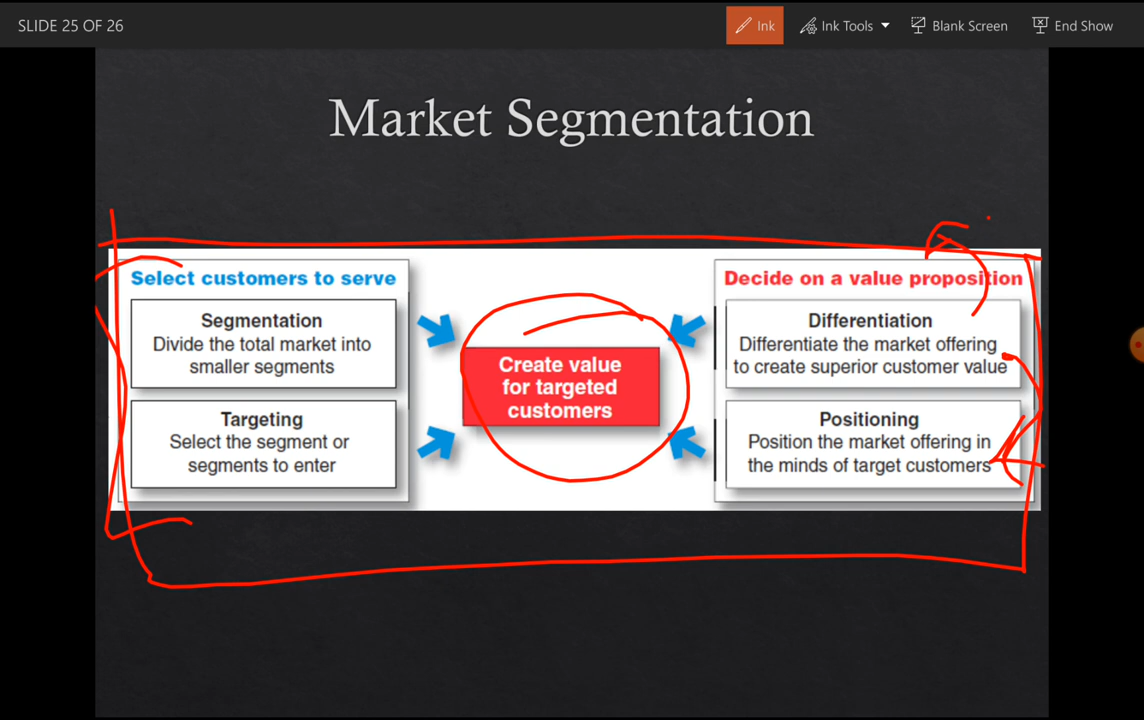 SLIDE 25 OF 26
Ink
Ink Tools
Blank Screen
End Show
Market Segmentation
Select customers to serve
Segmentation
Divide the total market into
smaller segments
Targeting
Select the segment or
segments to enter
Create value
for targeted
customers
Decide on a value proposition
Differentiation
Differentiate the market offering
to create superior customer value
Positioning
Position the market offering in
the minds of target customers